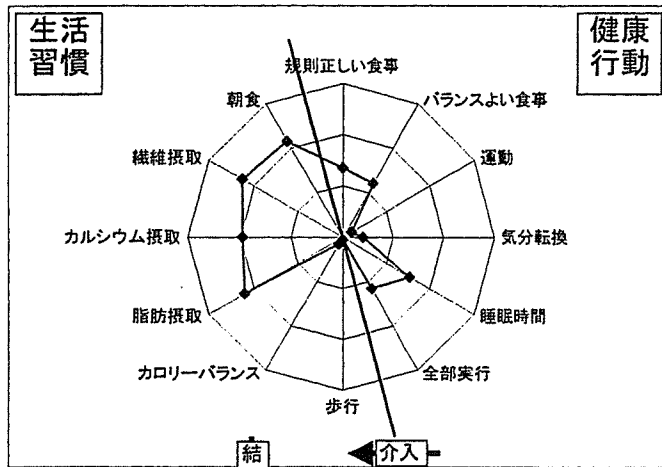 生活
習慣
健康
行動
規則正しい食事
バランスよい食事
運動
気分転換
睡眠時間
全部実行
歩行
カロリーバランス
脂肪摂取
カルシウム摂取
繊維摂取
朝食
結
介入